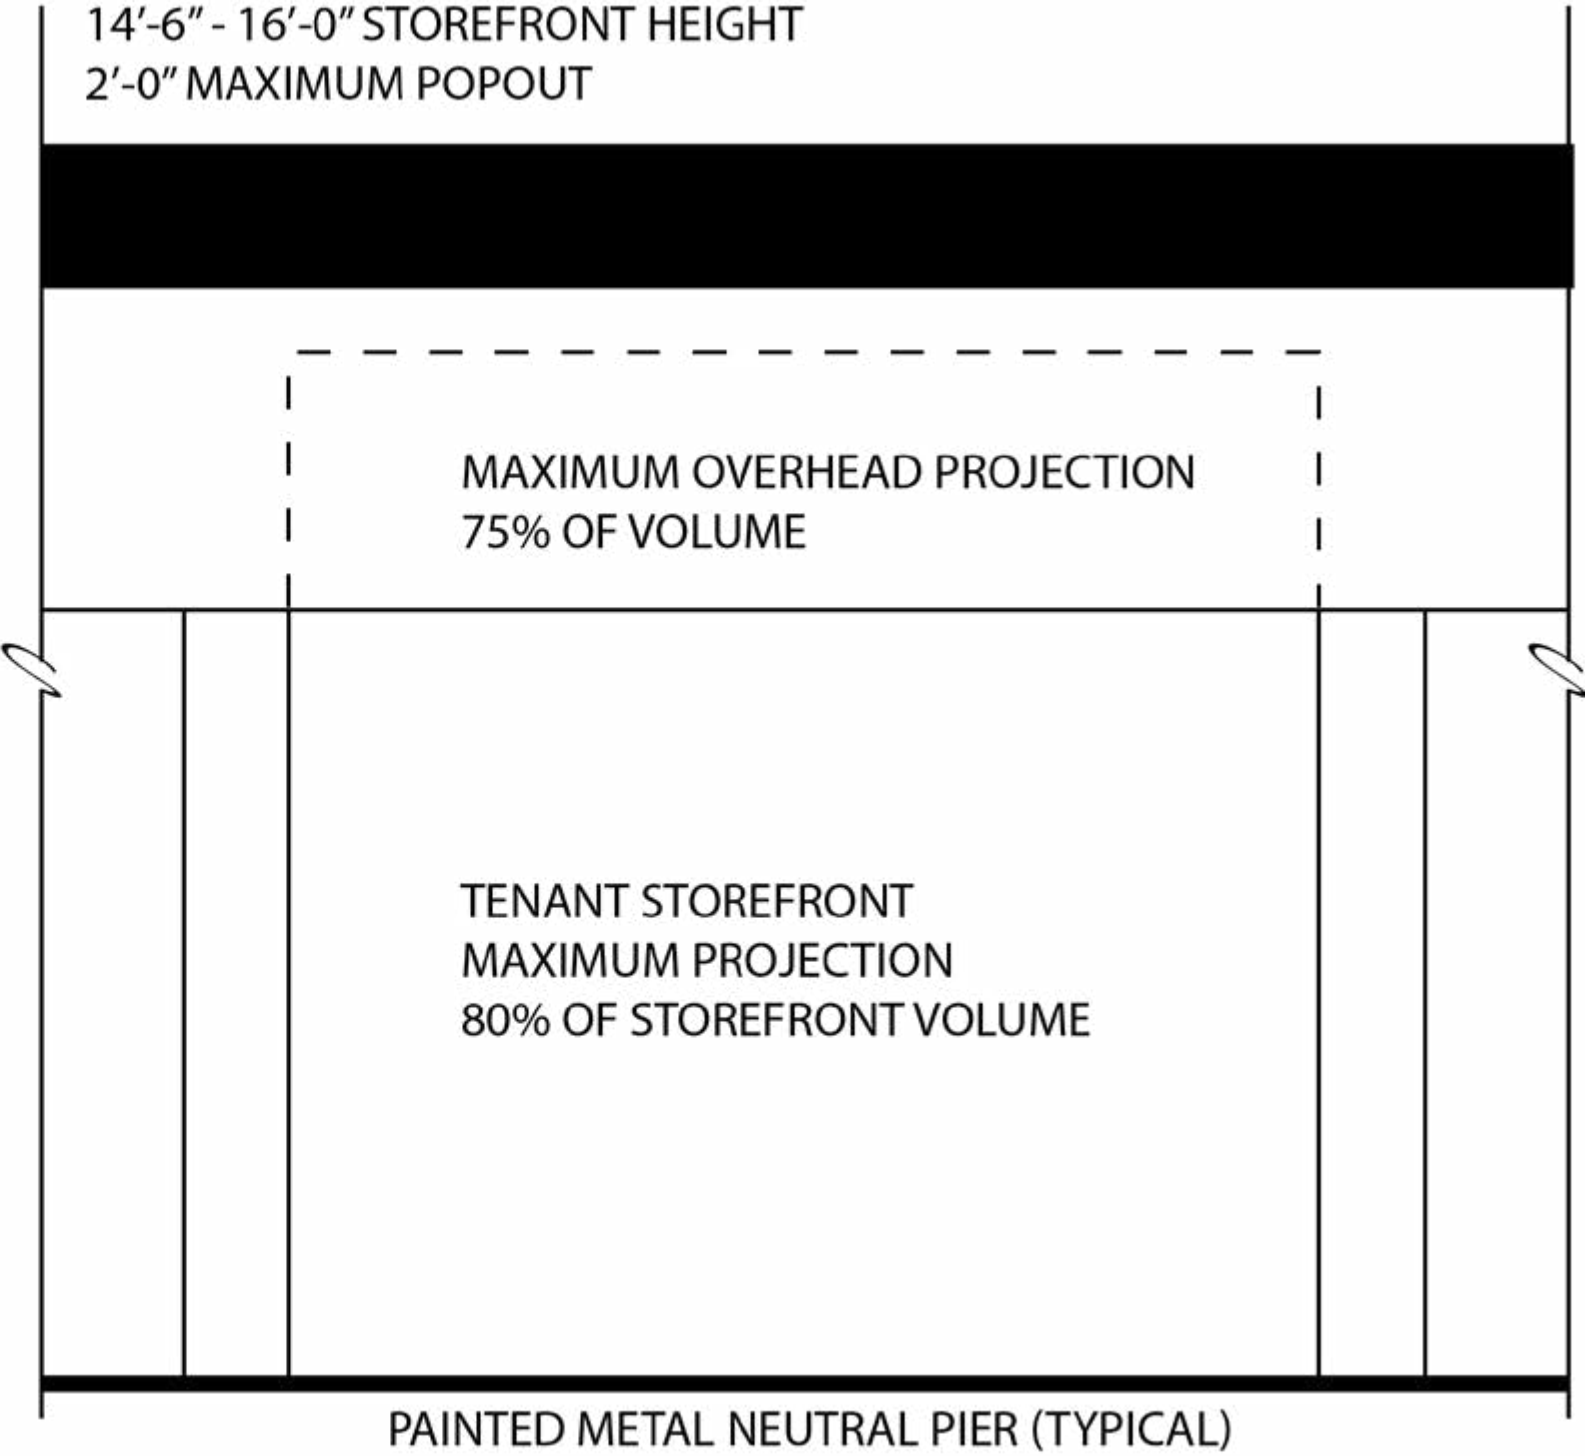 14’-6” - 16’-0” STOREFRONT HEIGHT
2’-0” MAXIMUM POPOUT
MAXIMUM OVERHEAD PROJECTION
75% OF VOLUME
TENANT STOREFRONT
MAXIMUM PROJECTION
80% OF STOREFRONT VOLUME
PAINTED METAL NEUTRAL PIER (TYPICAL)